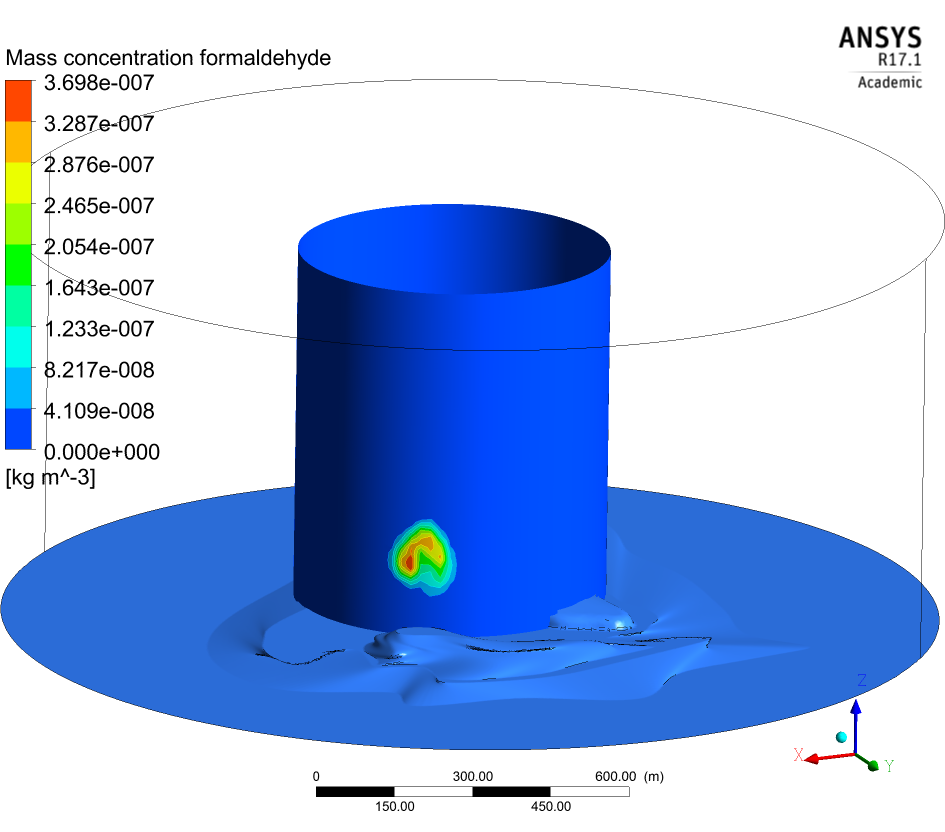 ANSYS
R17.1
Academic
Mass concentration formaldehyde
3.698e-007
3.287e-007
2.876e-007
2.465e-007
2.054e-007
1.643e-007
1.233e-007
8.217e-008
4.109e-008
0.000e+000
[kg m^-3]
Z
X
Y
0 300.00 600.00 (m)
150.00 450.00